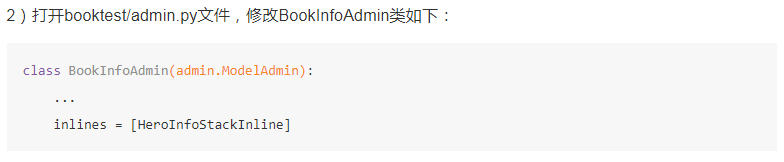 2）打开booktest/admin.py文件，修改BookInfoAdmin类如下：
class BookInfoAdmin(admin.ModelAdmin):
    ...
    inlines = [HeroInfoStackInline]